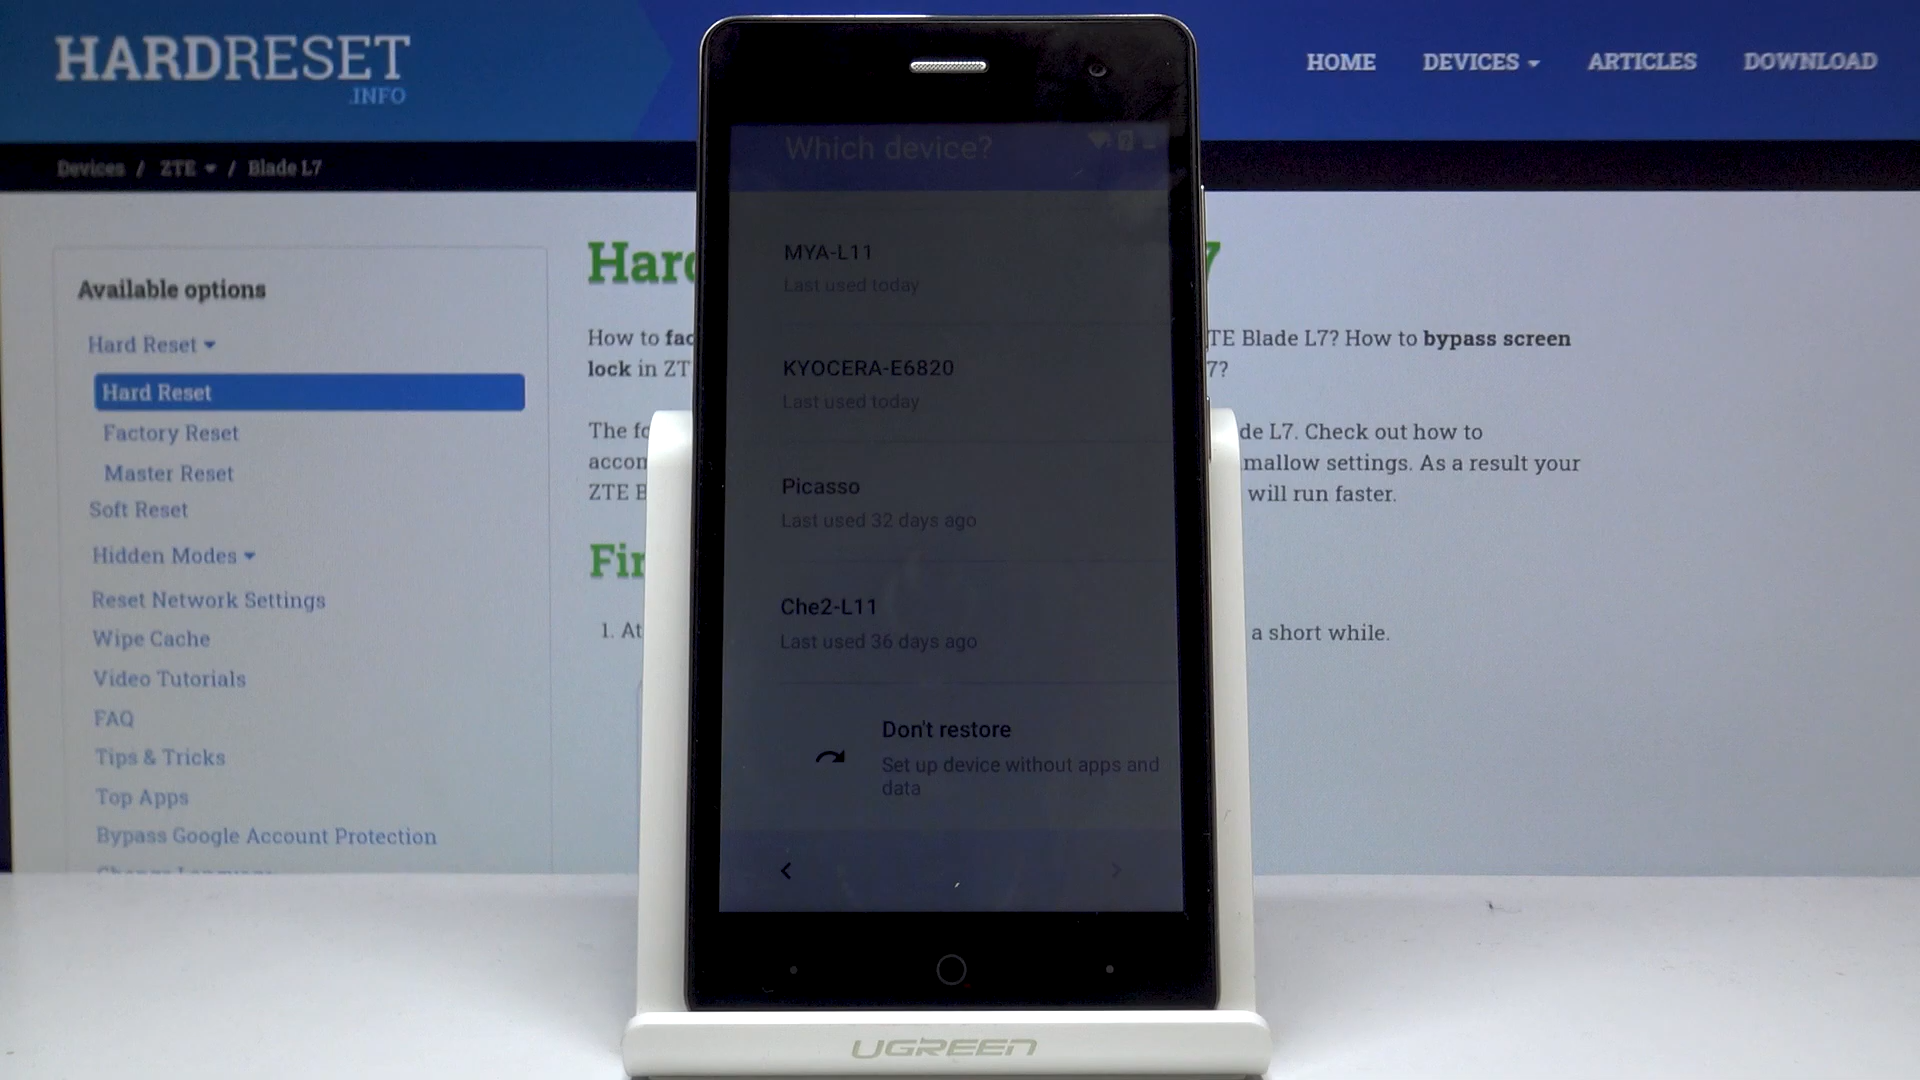 HARDRESET
.INFO
HOME DEVICES ARTICLES DOWNLOAD
Devices / ZTE / Blade L7
Available options
Hard Reset
Hard Reset
Factory Reset
Master Reset
Soft Reset
Hidden Modes
Reset Network Settings
Wipe Cache
Video Tutorials
FAQ
Tips & Tricks
Top Apps
Bypass Google Account Protection
Hard 7
How to fac TE Blade L7? How to bypass screen
lock in ZT 7?
The fo de L7. Check out how to
accom mallow settings. As a result your
ZTE B will run faster.
Fir
1. At a short while.
Which device?
MYA-L11
Last used today
KYOCERA-E6820
Last used today
Picasso
Last used 32 days ago
Che2-L11
Last used 36 days ago
Don't restore
Set up device without apps and
data
UGREEN